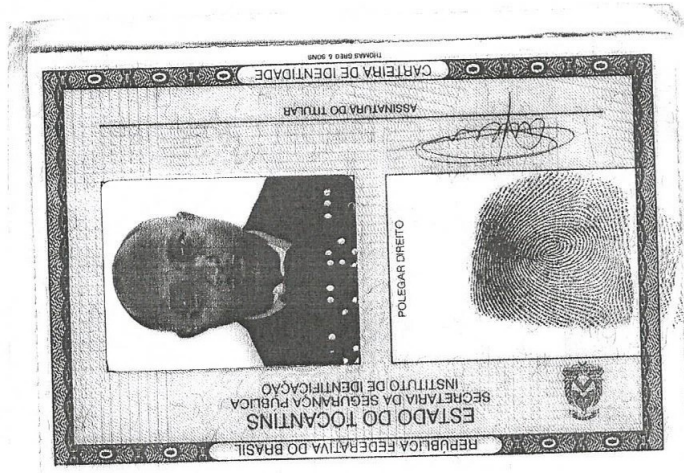 REPÚBLICA FEDERATIVA DO BRASIL
ESTADO DO TOCANTINS
SECRETARIA DA SEGURANÇA PÚBLICA
INSTITUTO DE IDENTIFICAÇÃO
POLEGAR DIREITO
ASSINATURA DO TITULAR
CARTEIRA DE IDENTIDADE
THOMAS GREG & SONS